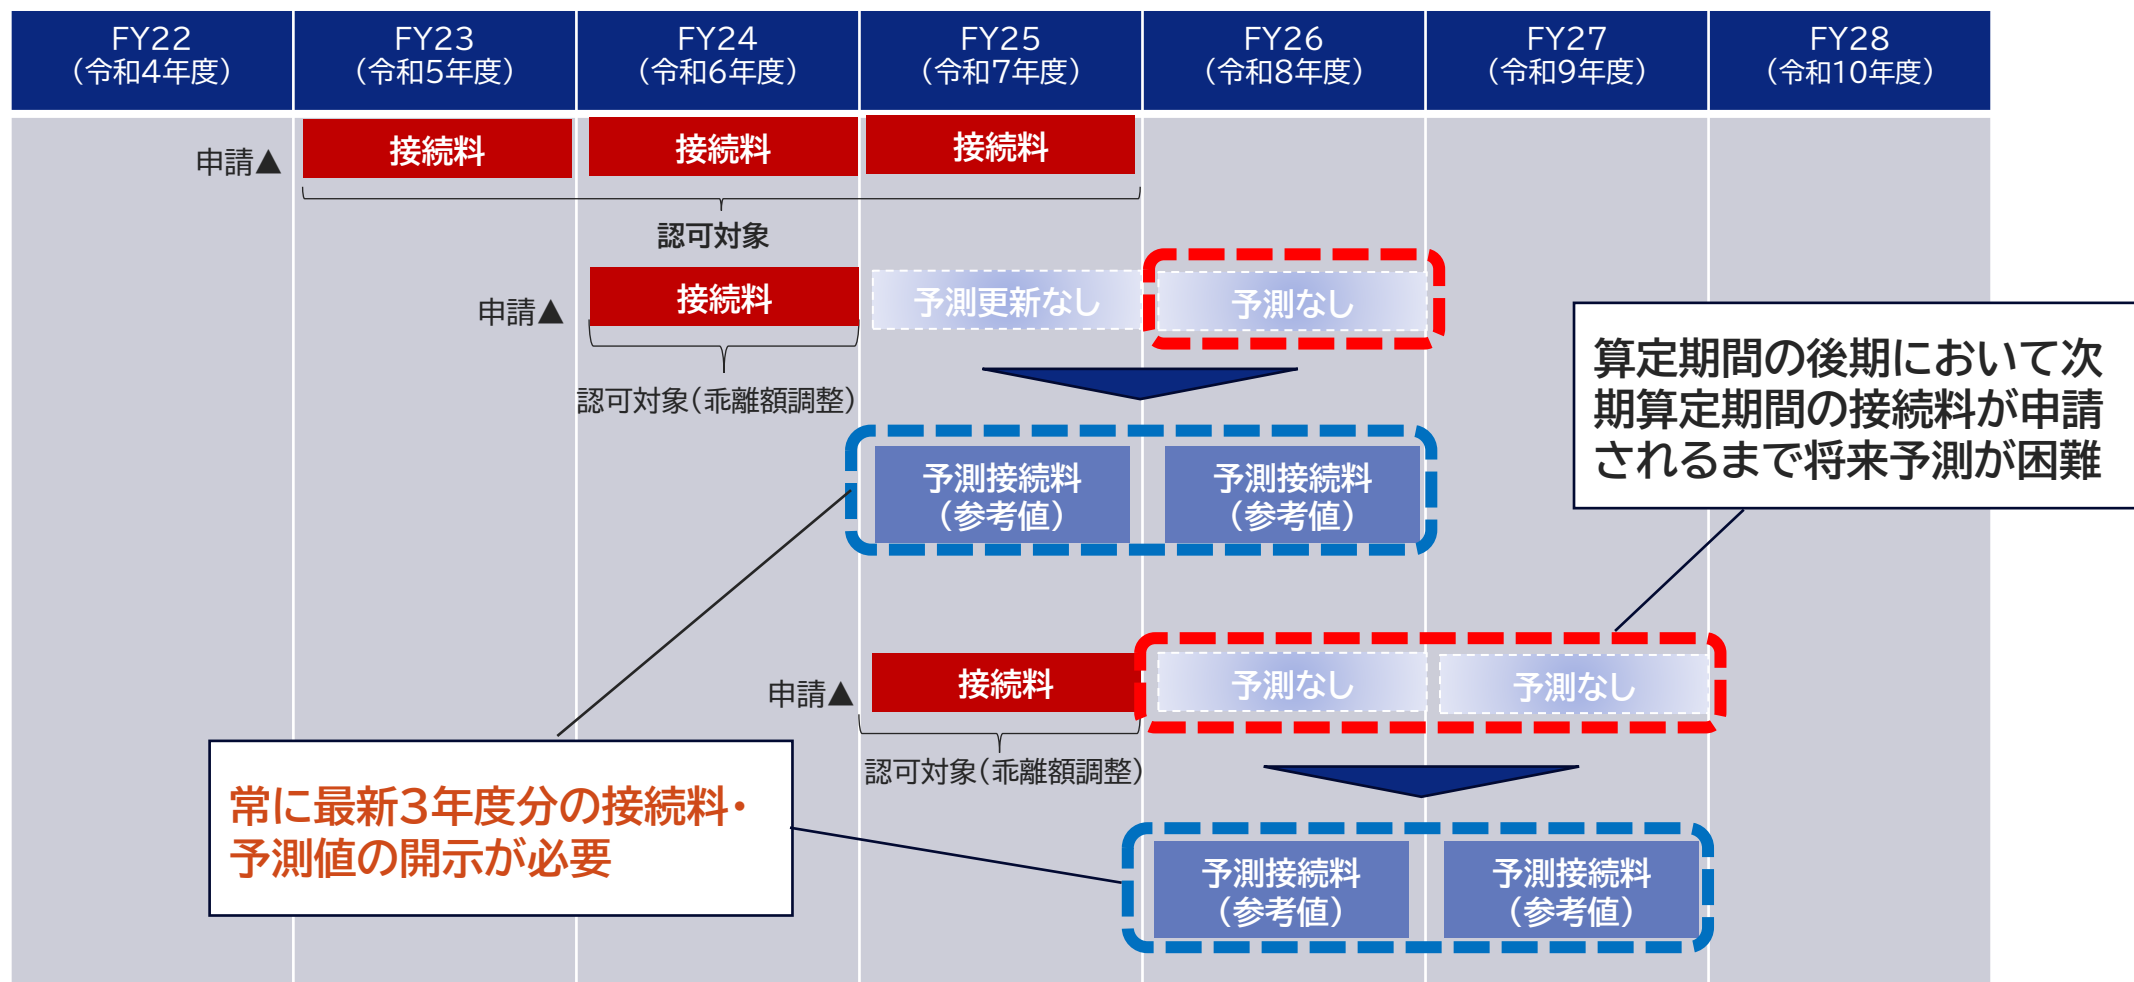 FY22
（令和4年度）
FY23
（令和5年度）
FY24
（令和6年度）
FY25
（令和7年度）
FY26
（令和8年度）
FY27
（令和9年度）
FY28
（令和10年度）
申請▲
接続料
接続料
接続料
認可対象
申請▲
接続料
予測更新なし
予測なし
認可対象（乖離額調整）
算定期間の後期において次
期算定期間の接続料が申請
されるまで将来予測が困難
予測接続料
（参考値）
予測接続料
（参考値）
申請▲
接続料
予測なし
予測なし
認可対象（乖離額調整）
常に最新3年度分の接続料・
予測値の開示が必要
予測接続料
（参考値）
予測接続料
（参考値）